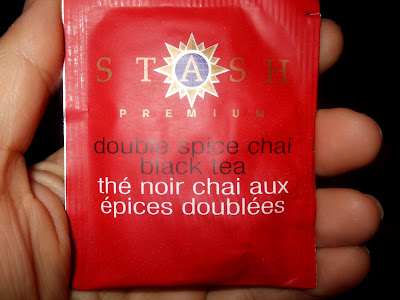 STASH
PREMIUM
double spice chai
black tea
thé noir chai aux
épices doublées